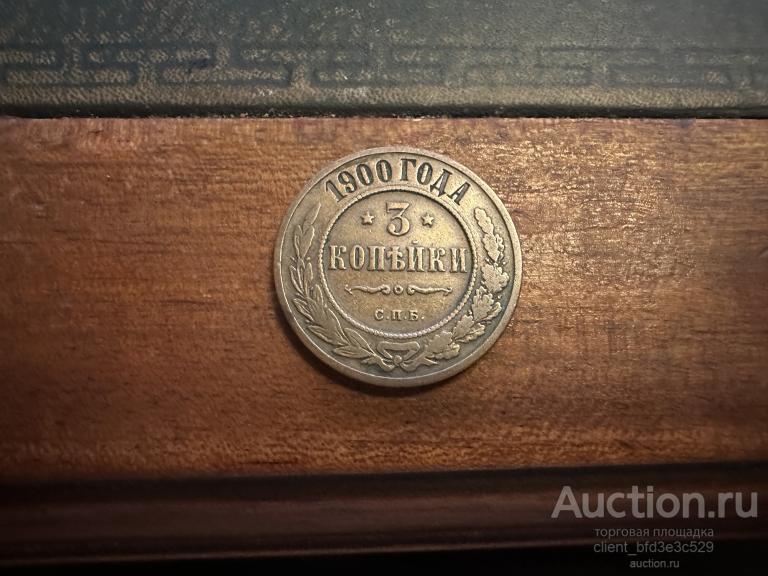 1900 ГОДА
3
КОПѢЙКИ
С.П.Б.
Auction.ru
торговая площадка
client_bfd3e3c529
auction.ru